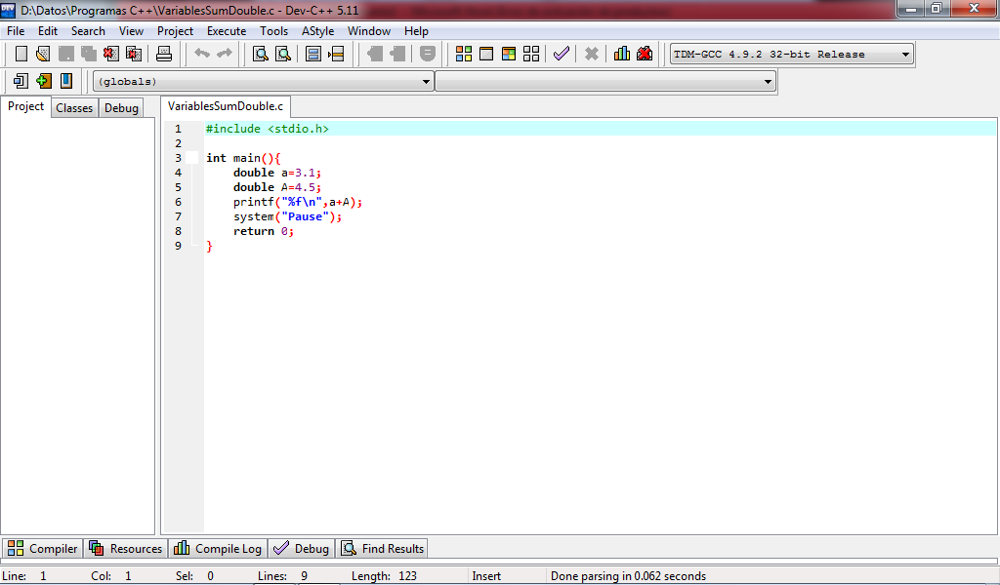 D:\Datos\Programas C++\VariablesSumDouble.c - Dev-C++ 5.11
File Edit Search View Project Execute Tools AStyle Window Help
TDM-GCC 4.9.2 32-bit Release
(globals)
Project Classes Debug VariablesSumDouble.c
1 #include <stdio.h>
2
3 int main(){
4 double a=3.1;
5 double A=4.5;
6 printf("%f\n",a+A);
7 system("Pause");
8 return 0;
9 }
Compiler Resources Compile Log Debug Find Results
Line: 1 Col: 1 Sel: 0 Lines: 9 Length: 123 Insert Done parsing in 0.062 seconds